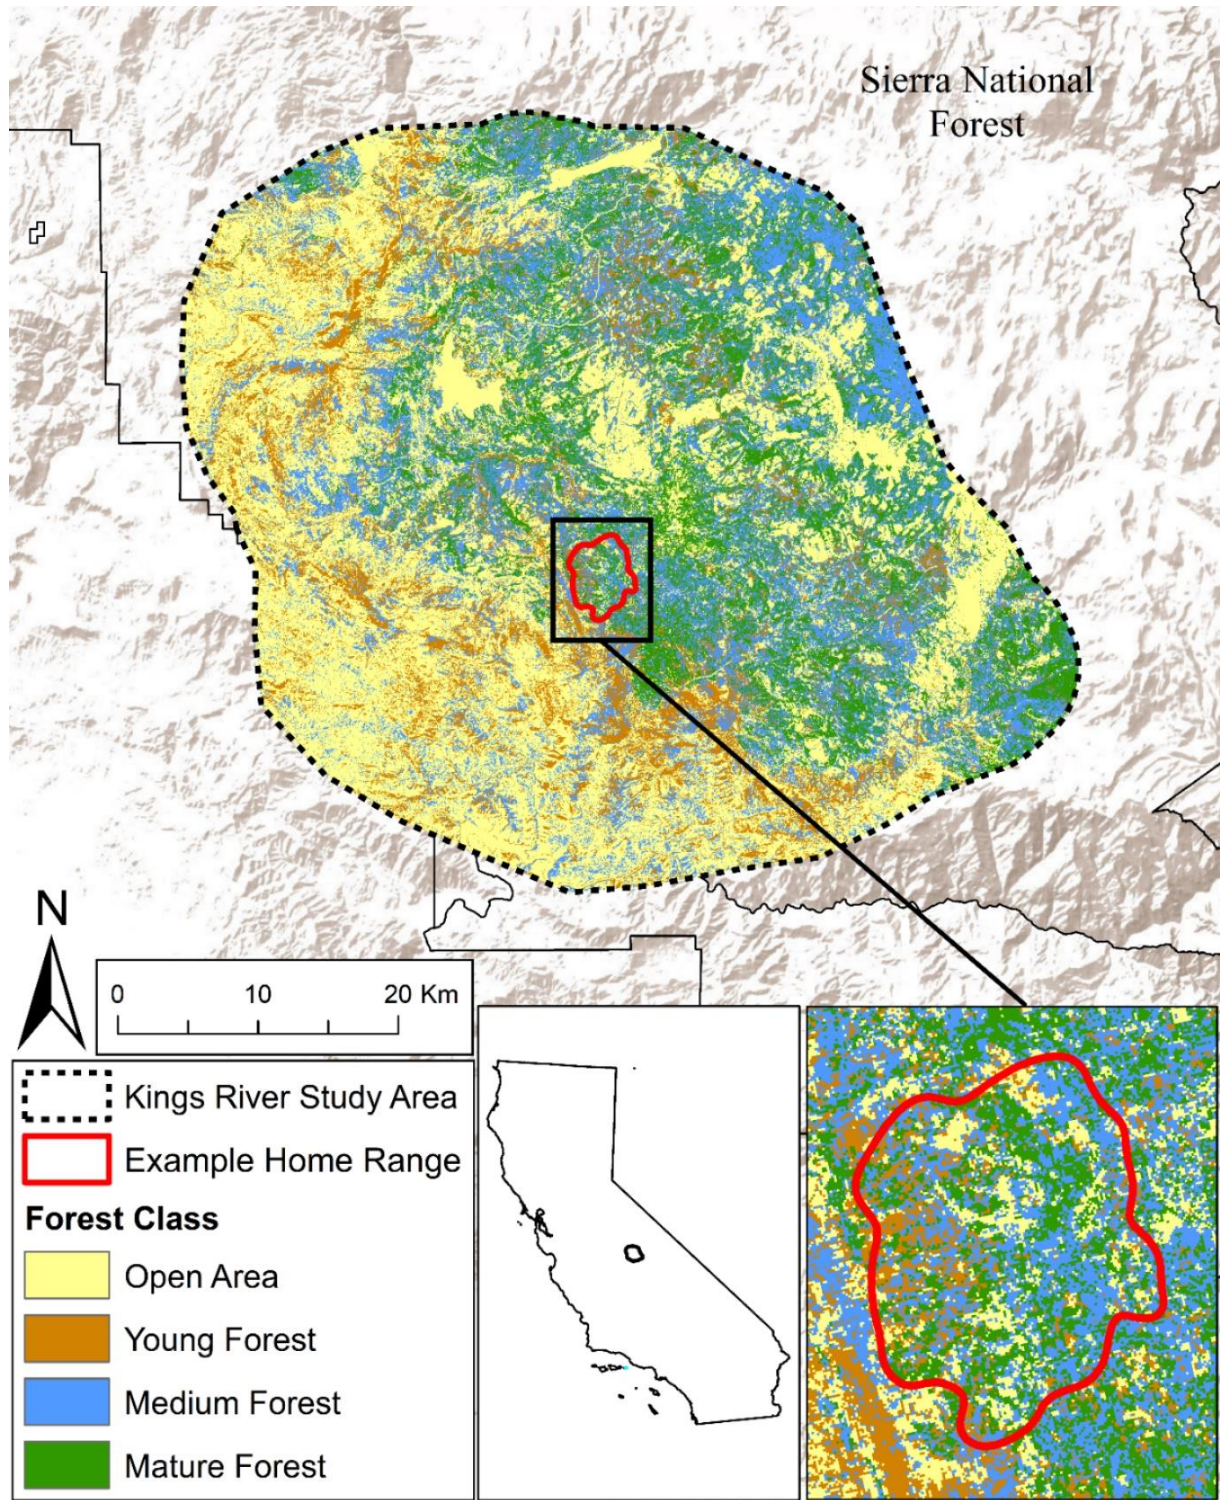 Sierra National
Forest
N
0 10 20 Km
Kings River Study Area
Example Home Range
Forest Class
Open Area
Young Forest
Medium Forest
Mature Forest